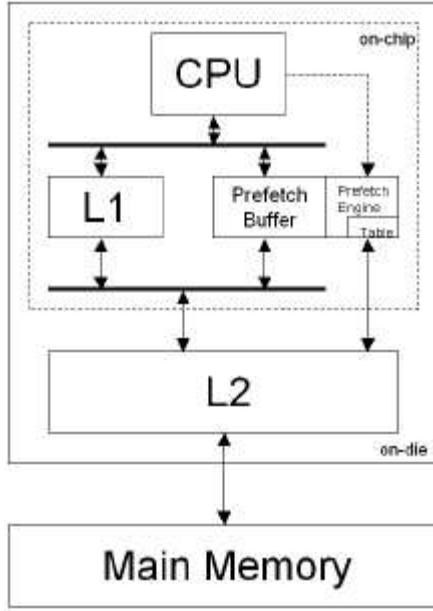 on-chip
CPU
L1
Prefetch
Buffer
Prefetch
Engine
Table
L2
on-die
Main Memory